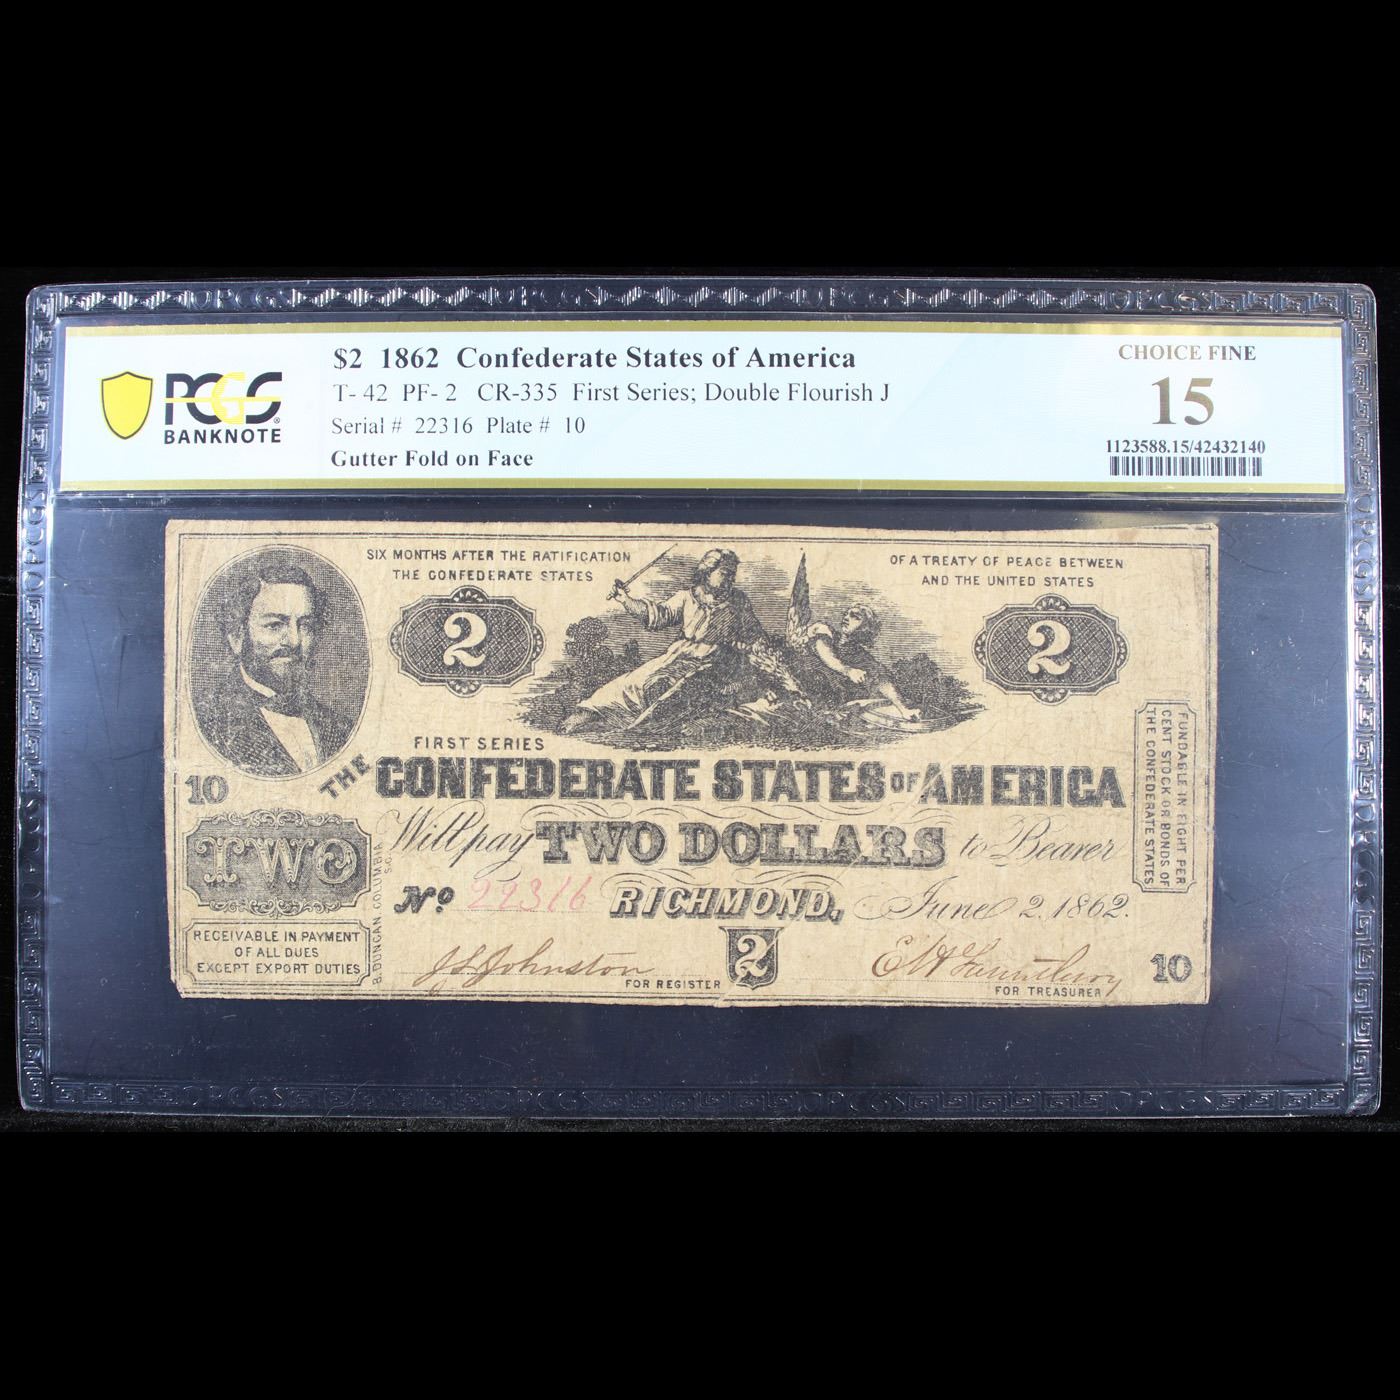 $2 1862 Confederate States of America
T- 42 PF- 2 CR-335 First Series; Double Flourish J
Serial # 22316 Plate # 10
Gutter Fold on Face
PCGS
BANKNOTE
CHOICE FINE
15
1123588.15/42432140
SIX MONTHS AFTER THE RATIFICATION
THE CONFEDERATE STATES
OF A TREATY OF PEACE BETWEEN
AND THE UNITED STATES
2
2
FIRST SERIES
THE CONFEDERATE STATES OF AMERICA
10
Will pay TWO DOLLARS to Bearer
TWO
No 22316 RICHMOND, June 2. 1862.
RECEIVABLE IN PAYMENT
OF ALL DUES
EXCEPT EXPORT DUTIES
B. DUNCAN COLUMBIA
S.C.
J L Johnston
FOR REGISTER
2
FOR TREASURER
10
FUNDABLE IN EIGHT PER
CENT STOCK OR BONDS OF
THE CONFEDERATE STATES